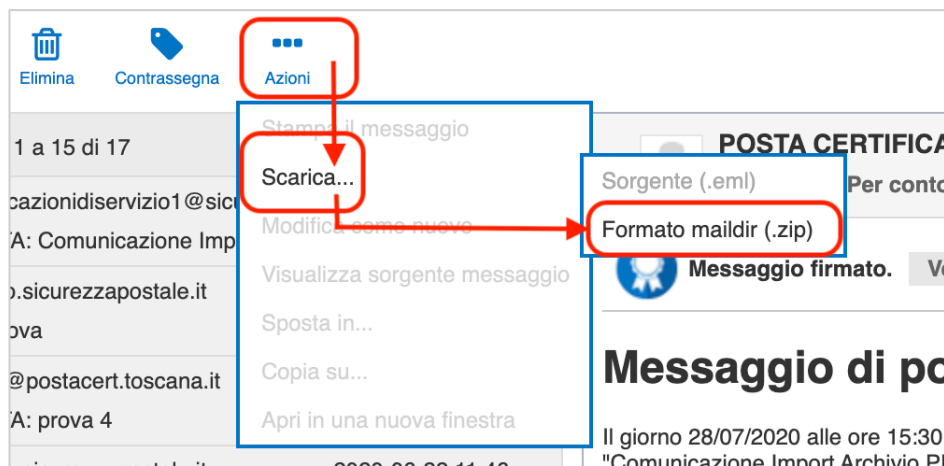 Elimina
Contrassegna
Azioni
1 a 15 di 17
cazionidiservizio1@sic
A: Comunicazione Imp
o.sicurezzapostale.it
ova
@postacert.toscana.it
A: prova 4
Stampa il messaggio
Scarica...
Modifica come nuovo
Visualizza sorgente messaggio
Sposta in...
Copia su...
Apri in una nuova finestra
Sorgente (.eml)
Formato maildir (.zip)
POSTA CERTIFICA
Per conto
Messaggio firmato.
Messaggio di po
Il giorno 28/07/2020 alle ore 15:30
"Comunicazione Import Archivio P